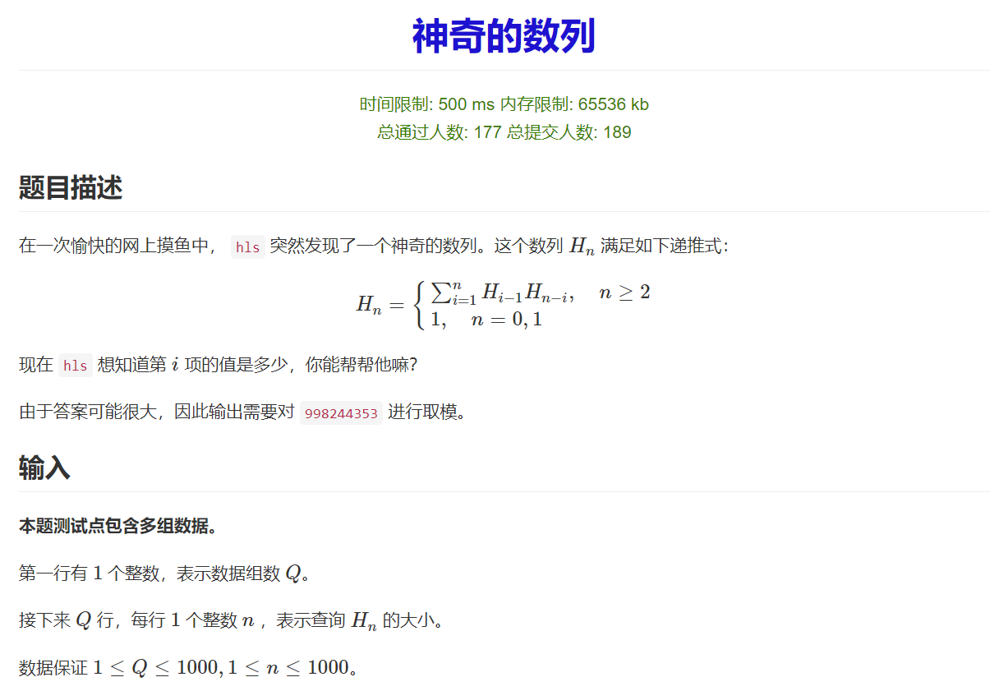 神奇的数列
时间限制: 500 ms 内存限制: 65536 kb
总通过人数: 177 总提交人数: 189
题目描述
在一次愉快的网上摸鱼中， hls 突然发现了一个神奇的数列。这个数列 $H_n$ 满足如下递推式：
$H_n = \begin{cases} \sum_{i=1}^{n} H_{i-1}H_{n-i}, \quad n \geq 2 \\ 1, \quad n = 0, 1 \end{cases}$
现在 hls 想知道第 $i$ 项的值是多少，你能帮帮他嘛？
由于答案可能很大，因此输出需要对 998244353 进行取模。
输入
本题测试点包含多组数据。
第一行有 1 个整数，表示数据组数 $Q$。
接下来 $Q$ 行，每行 1 个整数 $n$ ，表示查询 $H_n$ 的大小。
数据保证 $1 \leq Q \leq 1000, 1 \leq n \leq 1000$。